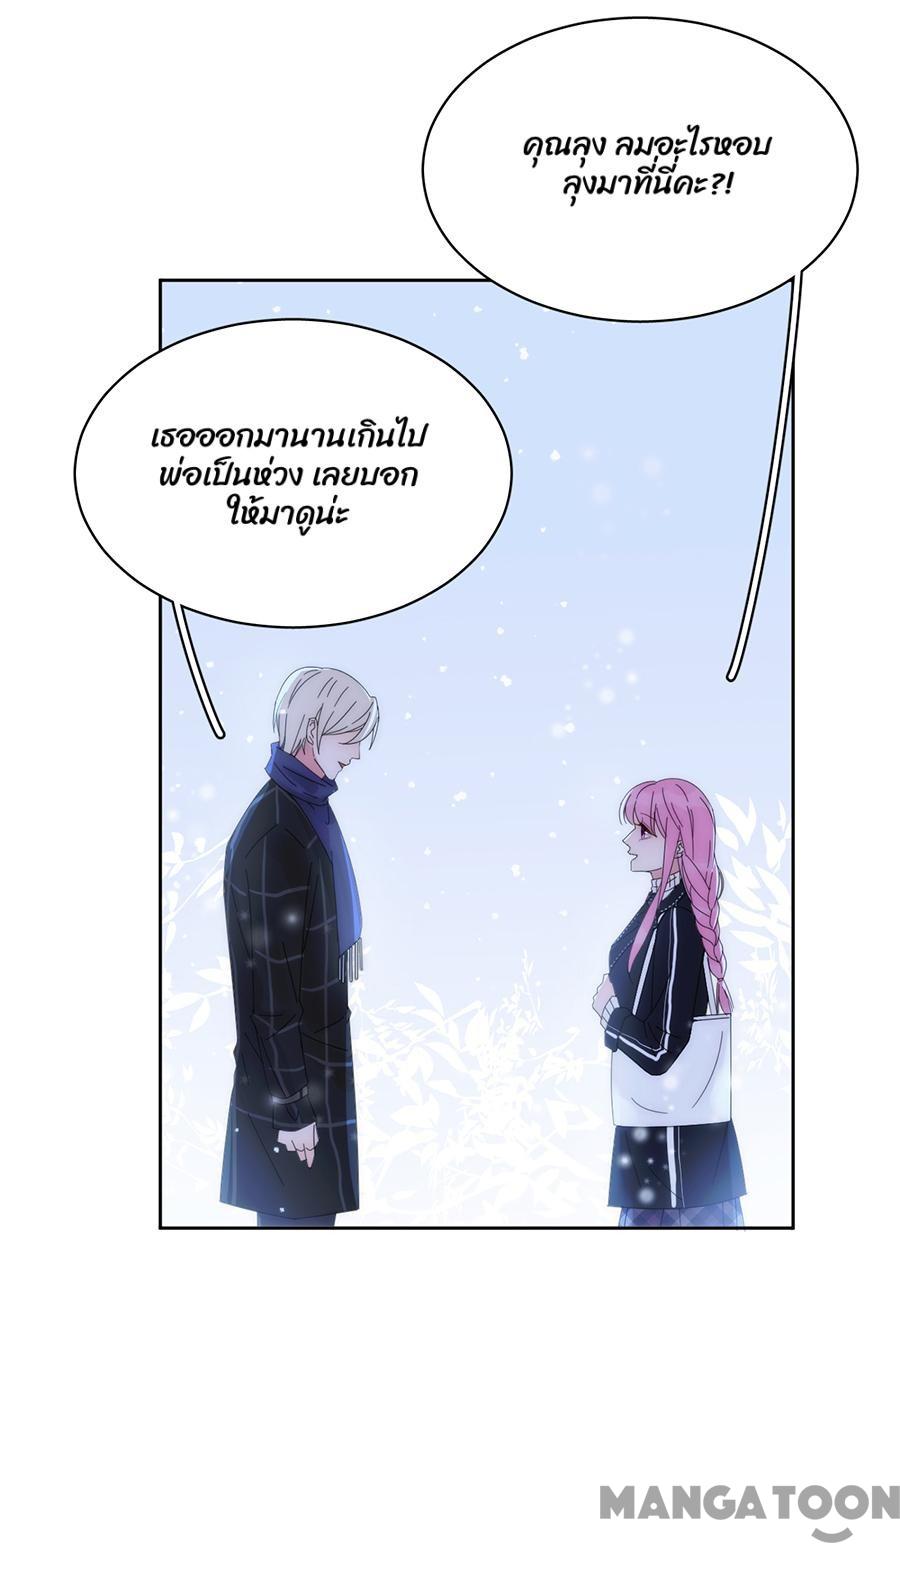 คุณลุง ลมอะไรหอบ
ลุงมาที่นี่คะ?!
เธอออกมานานเกินไป
พ่อเป็นห่วง เลยบอก
ให้มาดูน่ะ
MANGATOON